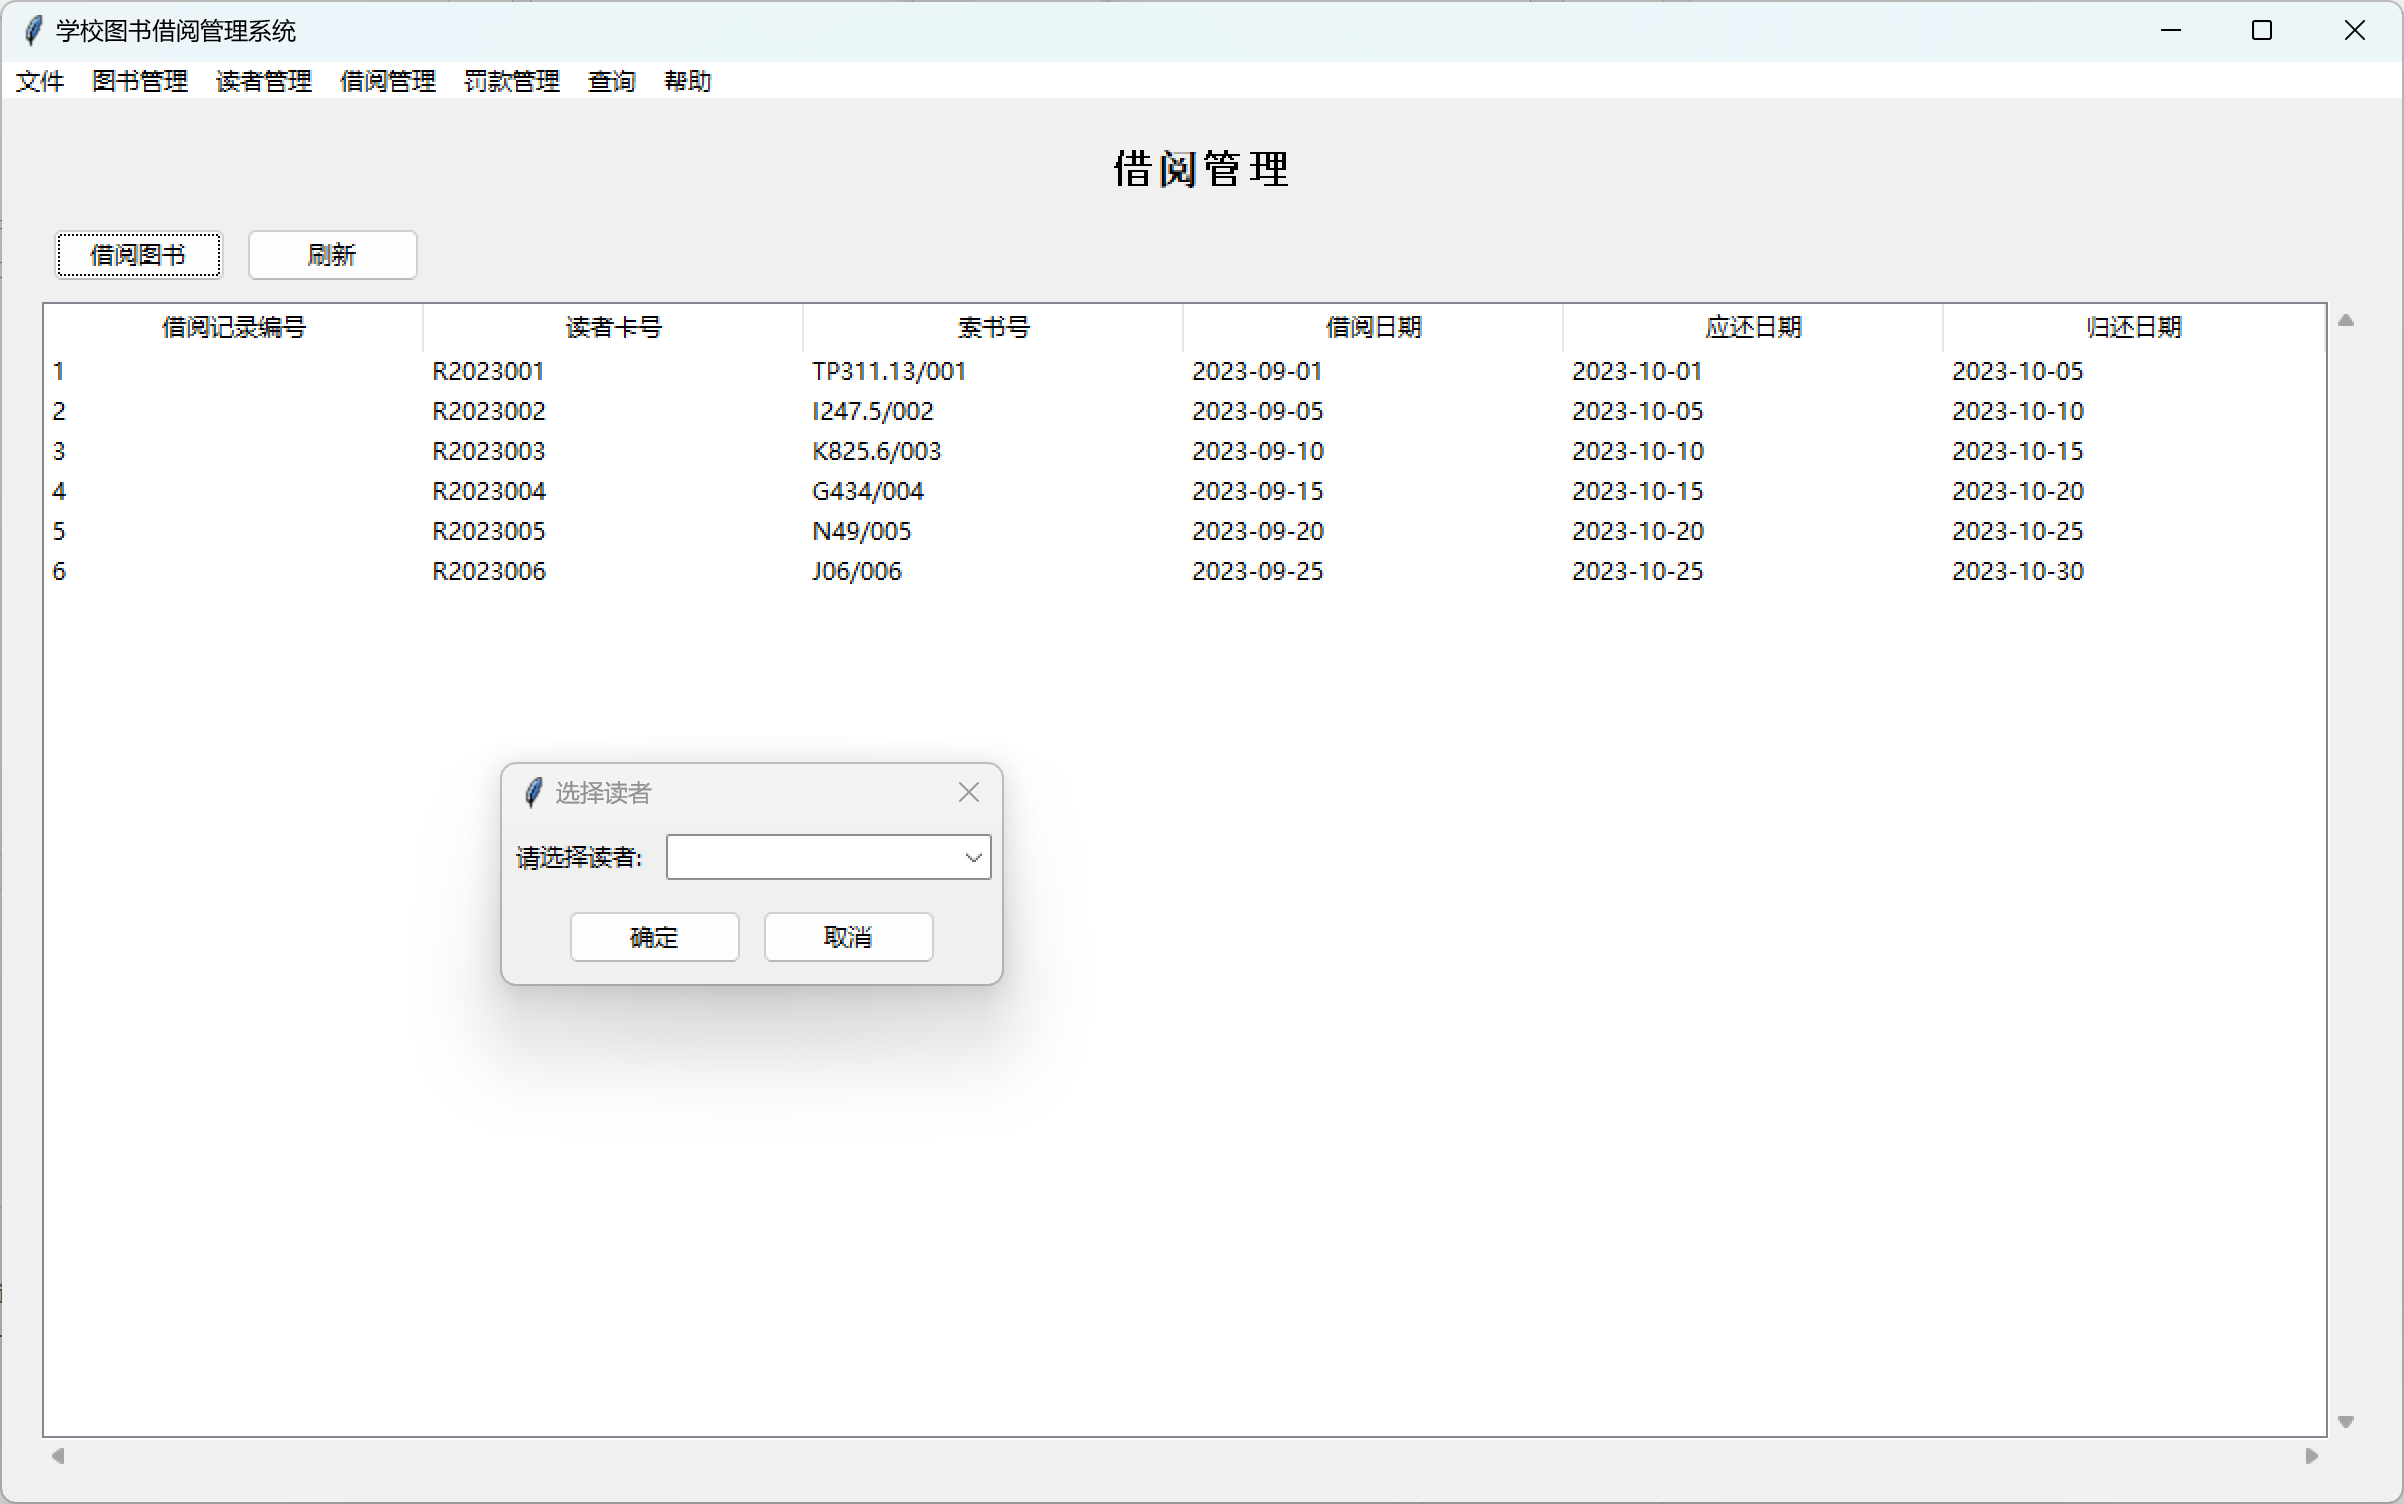 学校图书借阅管理系统
文件 图书管理 读者管理 借阅管理 罚款管理 查询 帮助
借阅管理
借阅图书 刷新
借阅记录编号 读者卡号 索书号 借阅日期 应还日期 归还日期
1 R2023001 TP311.13/001 2023-09-01 2023-10-01 2023-10-05
2 R2023002 I247.5/002 2023-09-05 2023-10-05 2023-10-10
3 R2023003 K825.6/003 2023-09-10 2023-10-10 2023-10-15
4 R2023004 G434/004 2023-09-15 2023-10-15 2023-10-20
5 R2023005 N49/005 2023-09-20 2023-10-20 2023-10-25
6 R2023006 J06/006 2023-09-25 2023-10-25 2023-10-30
选择读者
请选择读者:
确定 取消